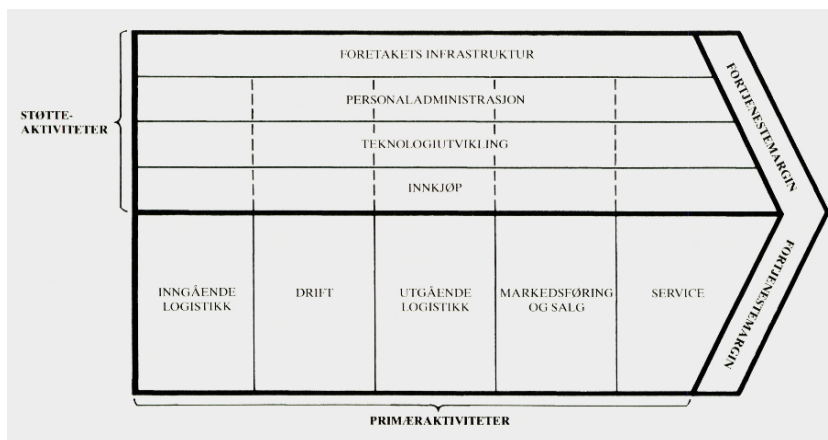 FORETAKETS INFRASTRUKTUR
PERSONALADMINISTRASJON
STØTTE-
AKTIVITETER
TEKNOLOGIUTVIKLING
INNKJØP
FORTJENESTEMARGIN
INNGÅENDE
LOGISTIKK
DRIFT
UTGÅENDE
LOGISTIKK
MARKEDSFØRING
OG SALG
SERVICE
FORTJENESTEMARGIN
PRIMÆRAKTIVITETER